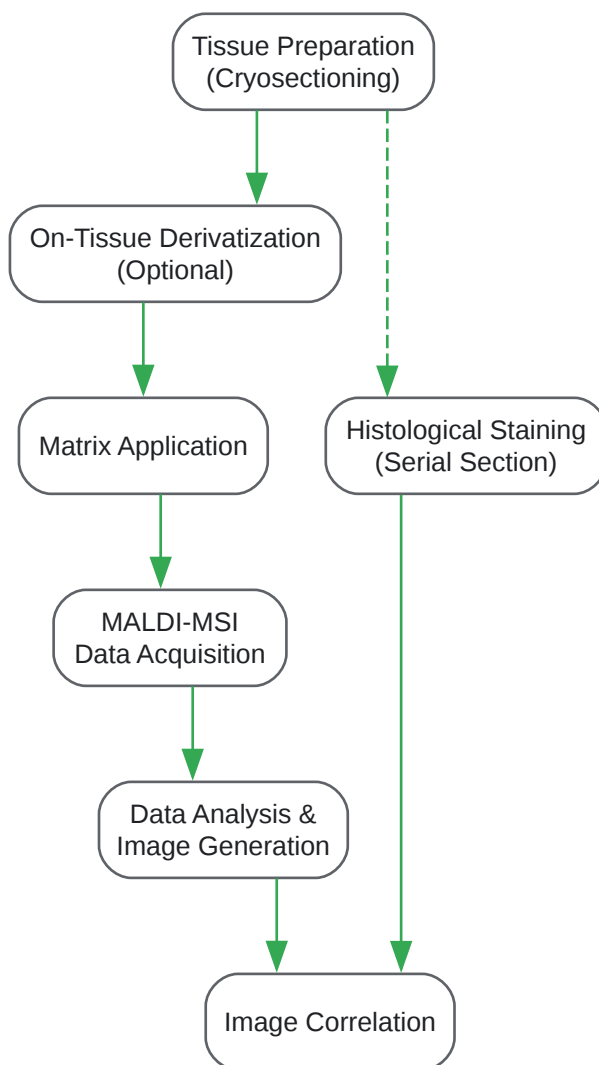 Tissue Preparation
(Cryosectioning)
On-Tissue Derivatization
(Optional)
Matrix Application
Histological Staining
(Serial Section)
MALDI-MSI
Data Acquisition
Data Analysis &
Image Generation
Image Correlation